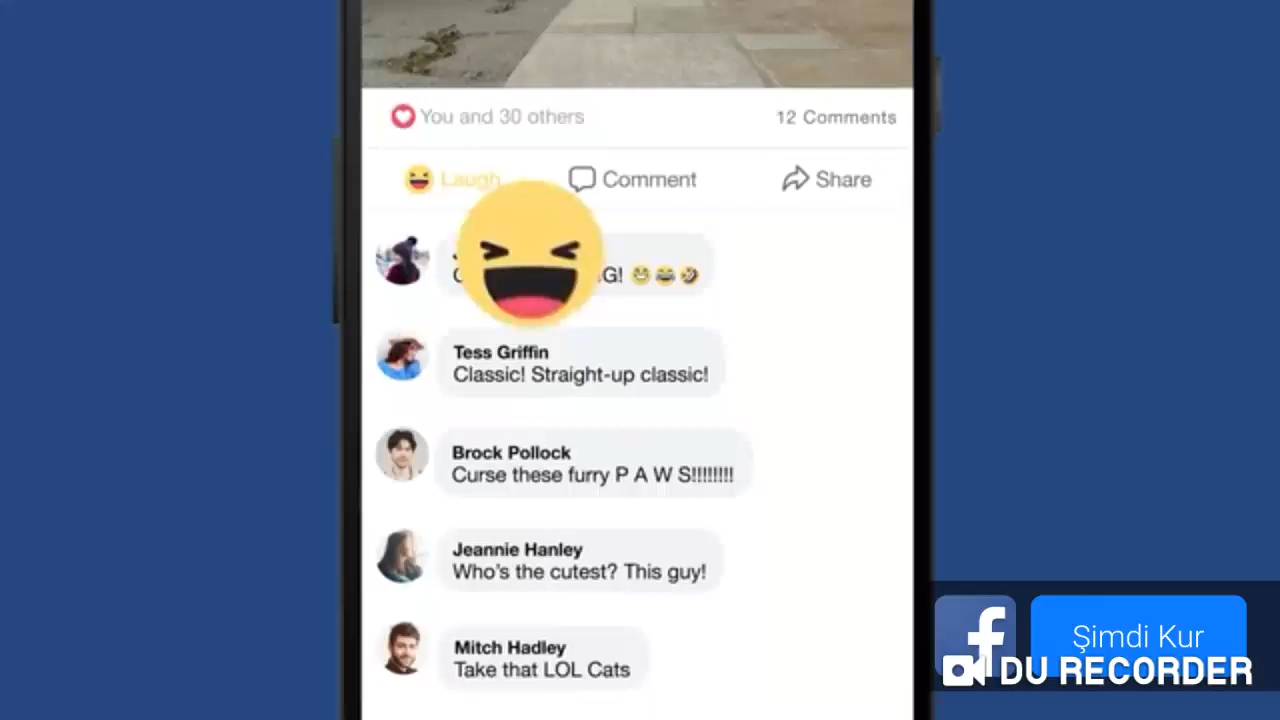 You and 30 others
12 Comments
Laugh
Comment
Share
G! 😁😂🤣
Tess Griffin
Classic! Straight-up classic!
Brock Pollock
Curse these furry P A W S!!!!!!!!
Jeannie Hanley
Who's the cutest? This guy!
Mitch Hadley
Take that LOL Cats
Şimdi Kur
DU RECORDER